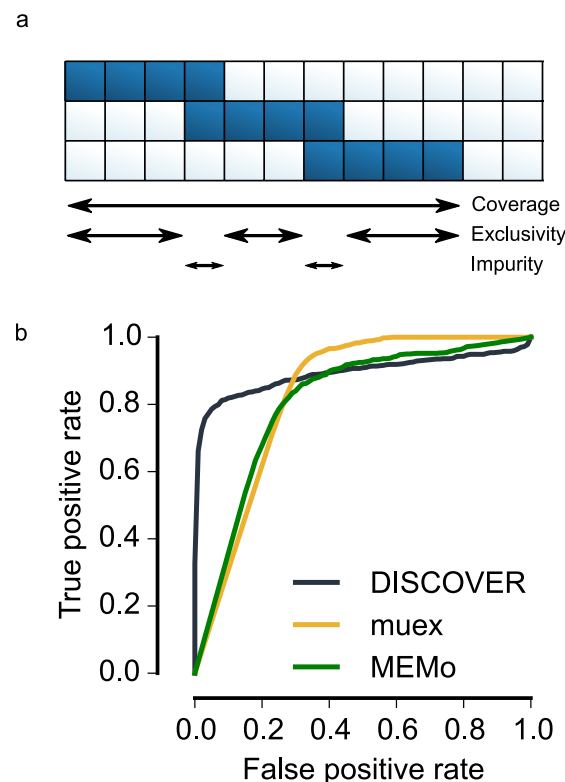 a
Coverage
Exclusivity
Impurity
b
True positive rate
1.0
0.8
0.6
0.4
0.2
0.0
DISCOVER
muex
MEMo
0.0 0.2 0.4 0.6 0.8 1.0
False positive rate